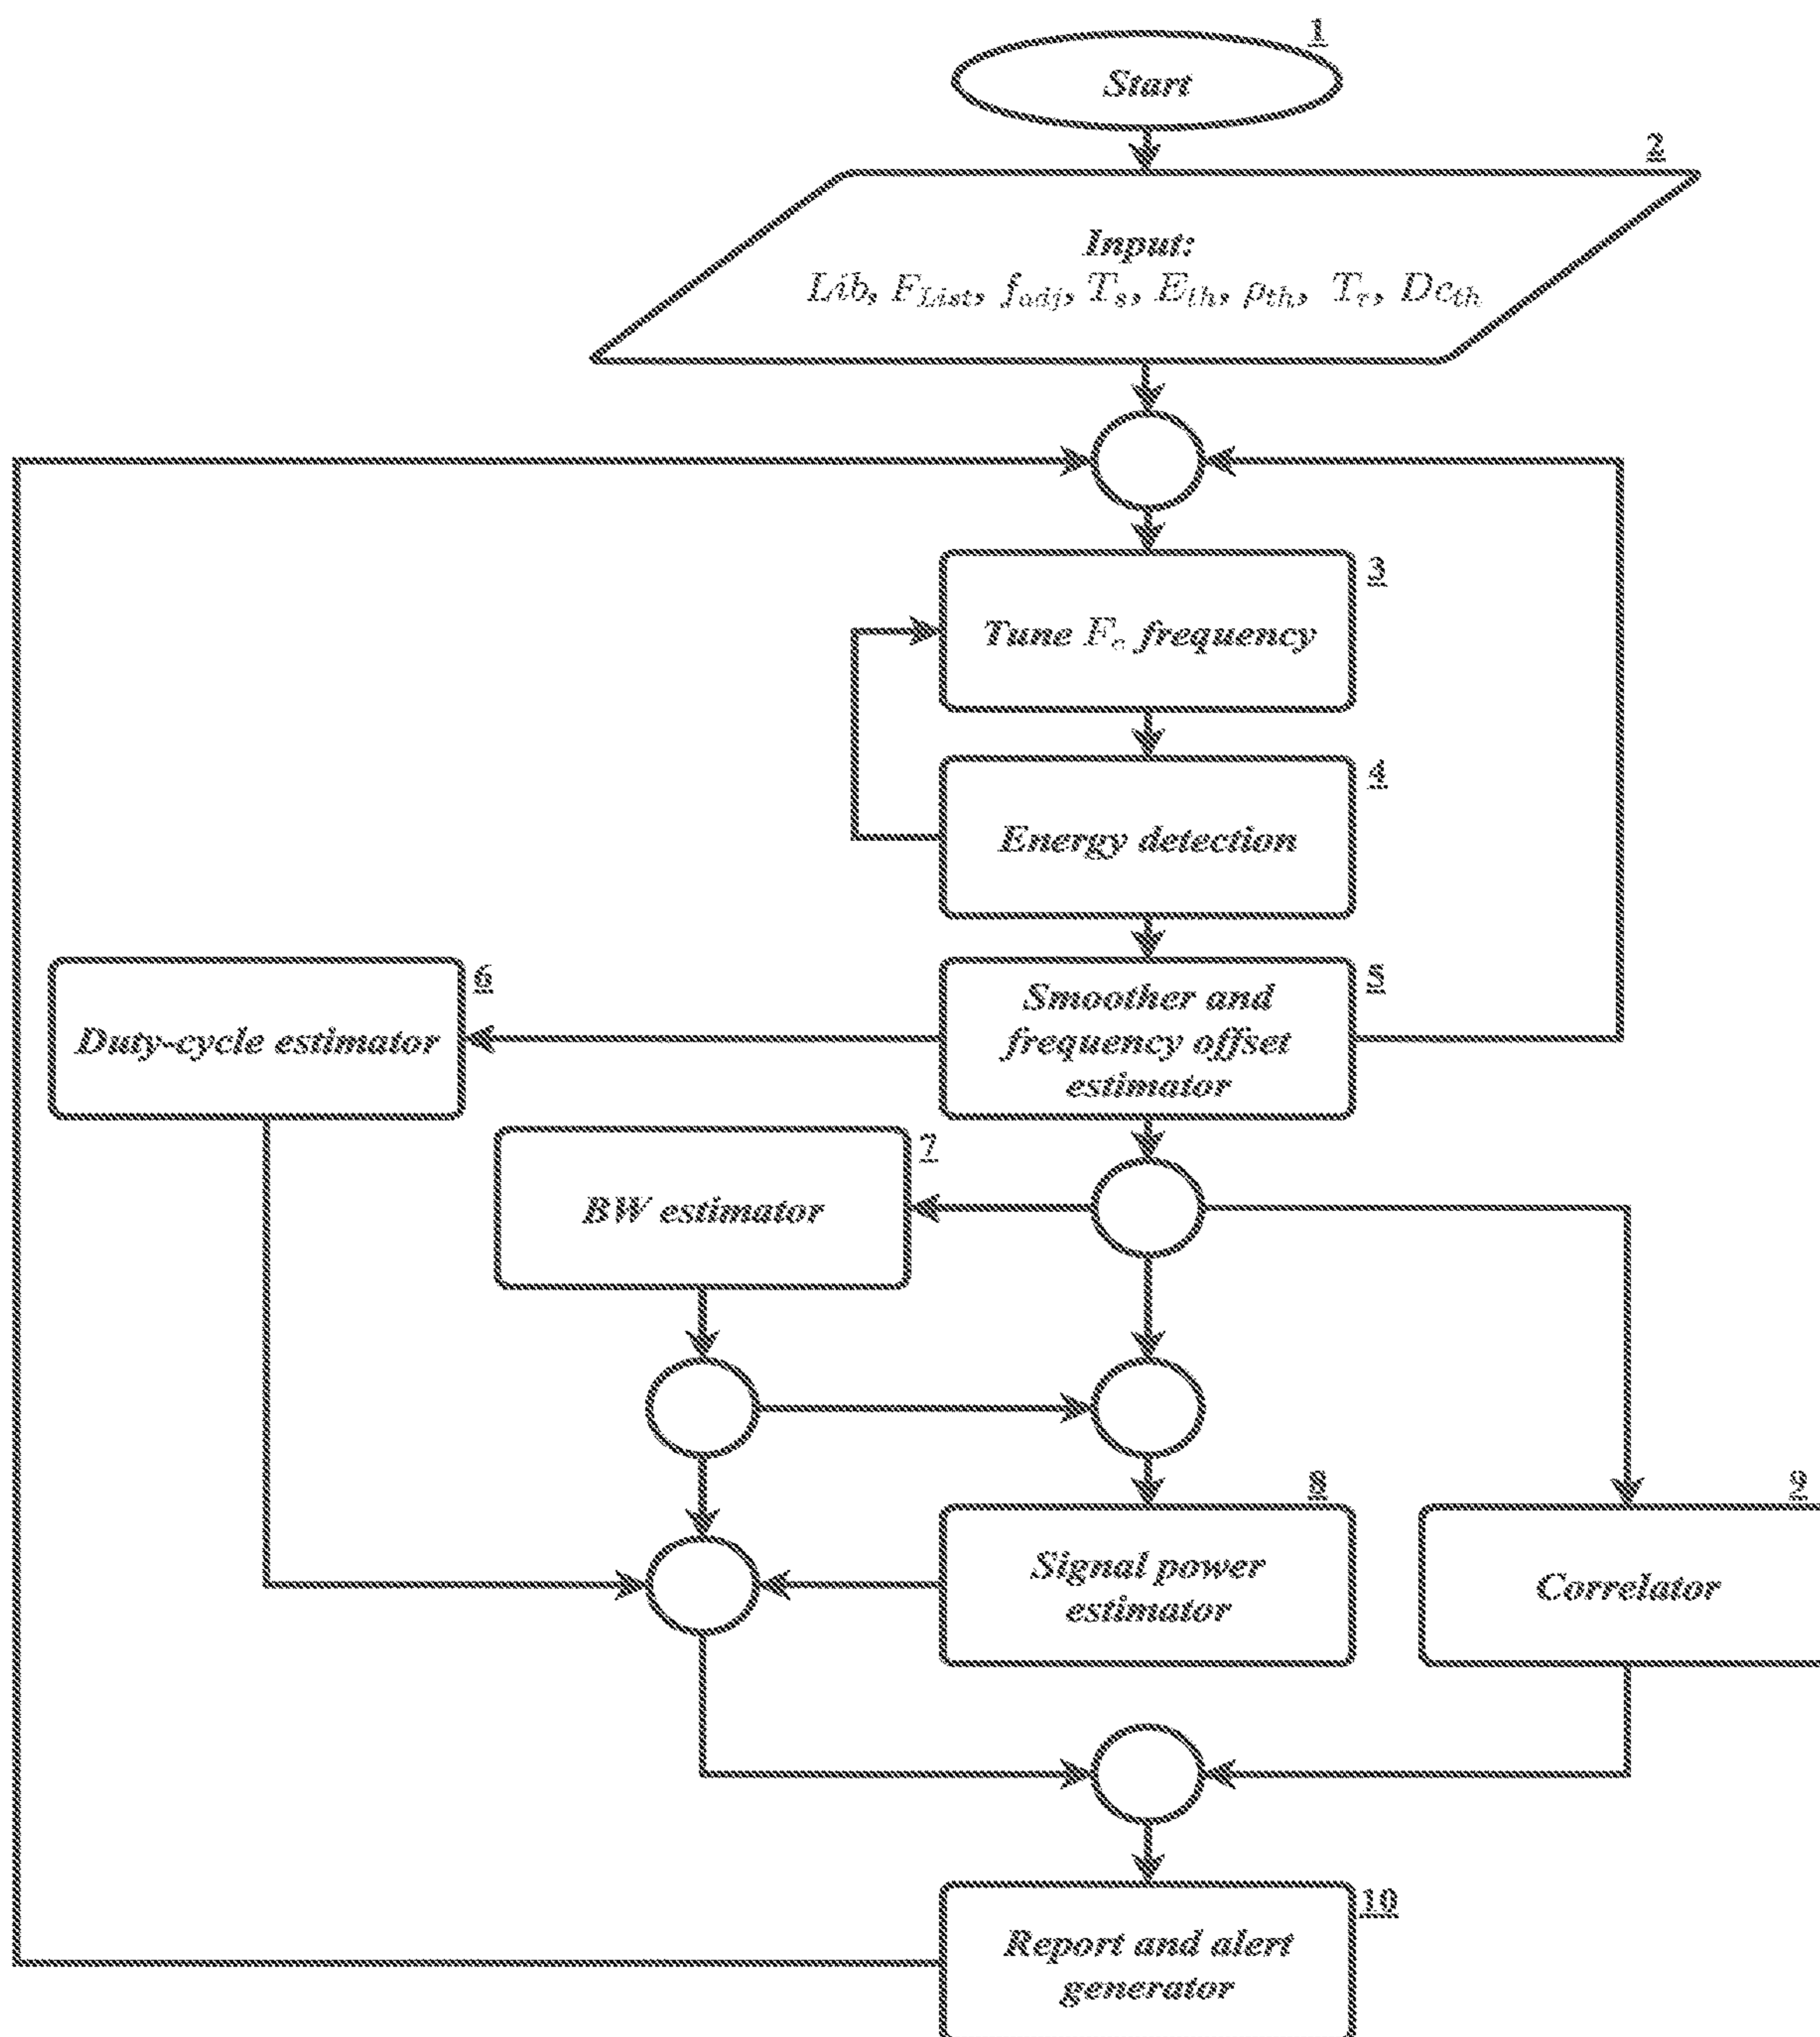 1
Start
2
Input:
Lib, F_List, f_adj, T_s, E_th, ρ_th, T_r, Dc_th
3
Tune F_c frequency
4
Energy detection
5
Smoother and
frequency offset
estimator
6
Duty-cycle estimator
7
BW estimator
8
Signal power
estimator
9
Correlator
10
Report and alert
generator